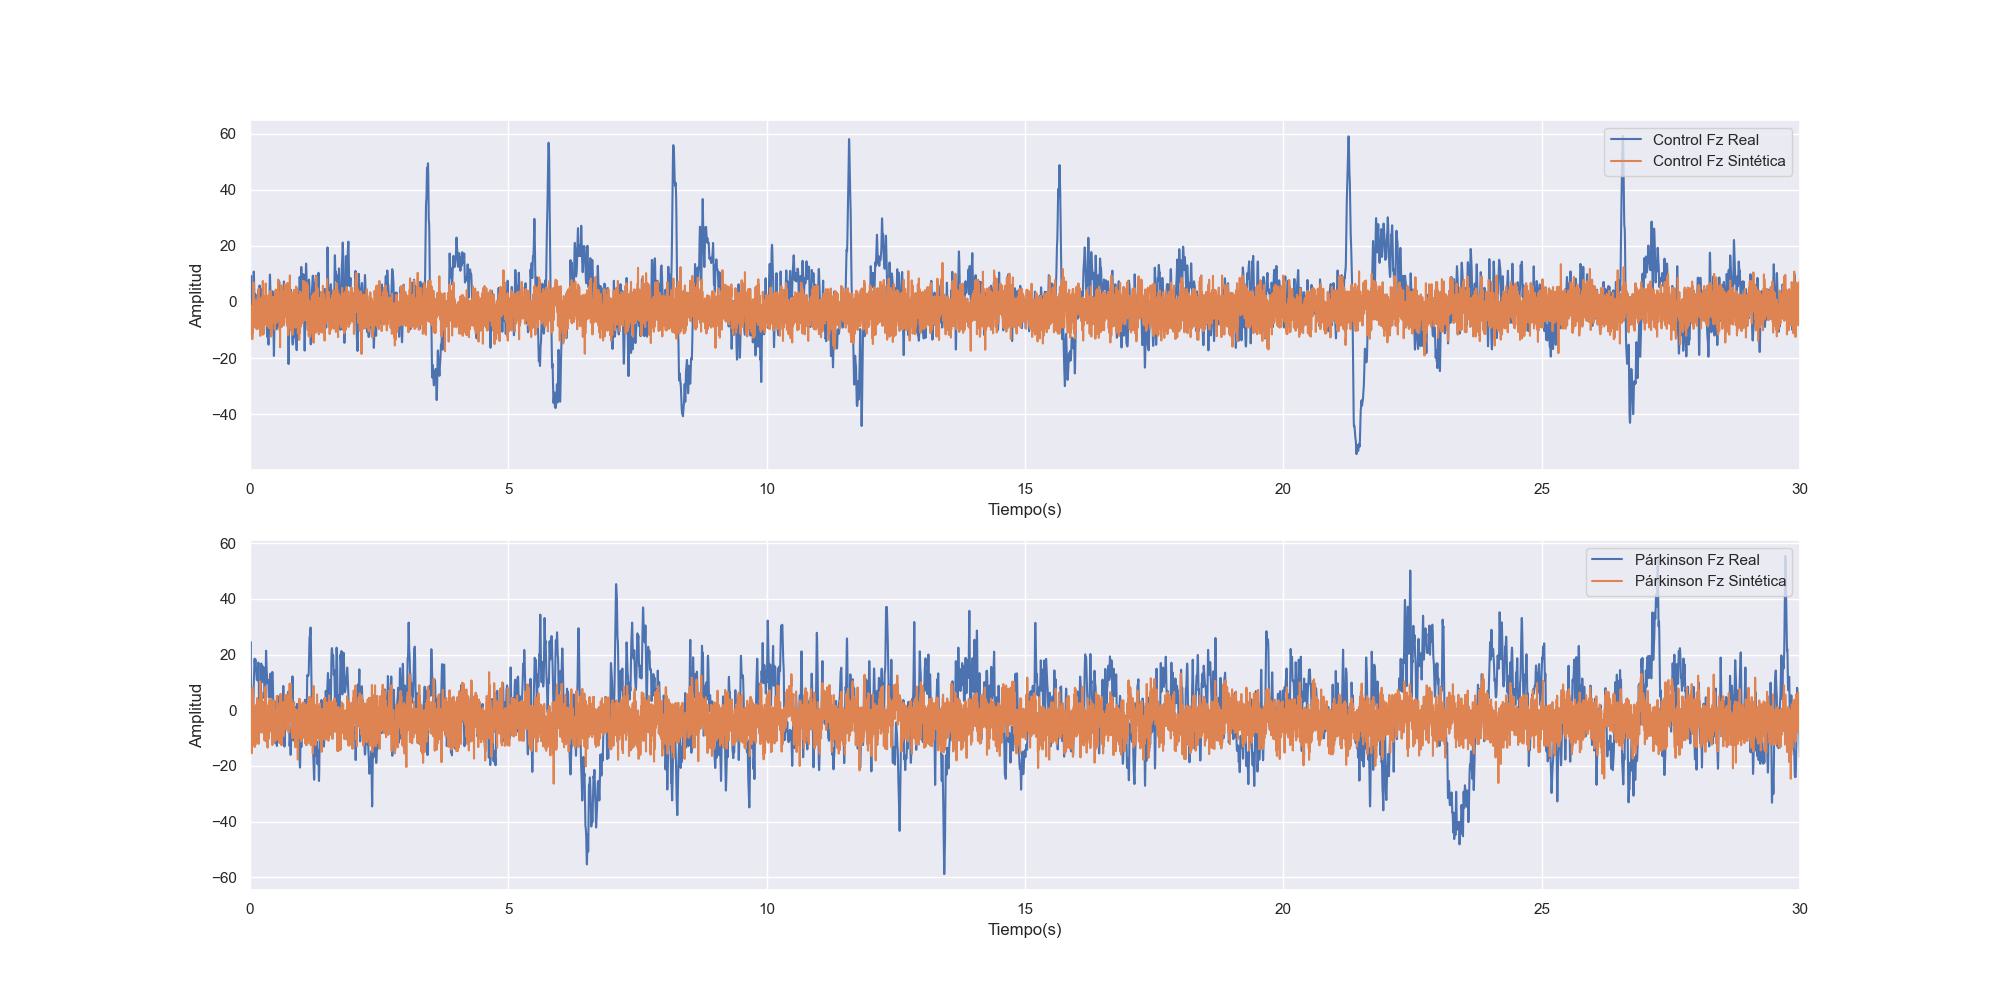 60
40
20
0
−20
−40
Amplitud
Control Fz Real
Control Fz Sintética
0 5 10 15 20 25 30
Tiempo(s)
60
40
20
0
−20
−40
−60
Amplitud
Párkinson Fz Real
Párkinson Fz Sintética
0 5 10 15 20 25 30
Tiempo(s)